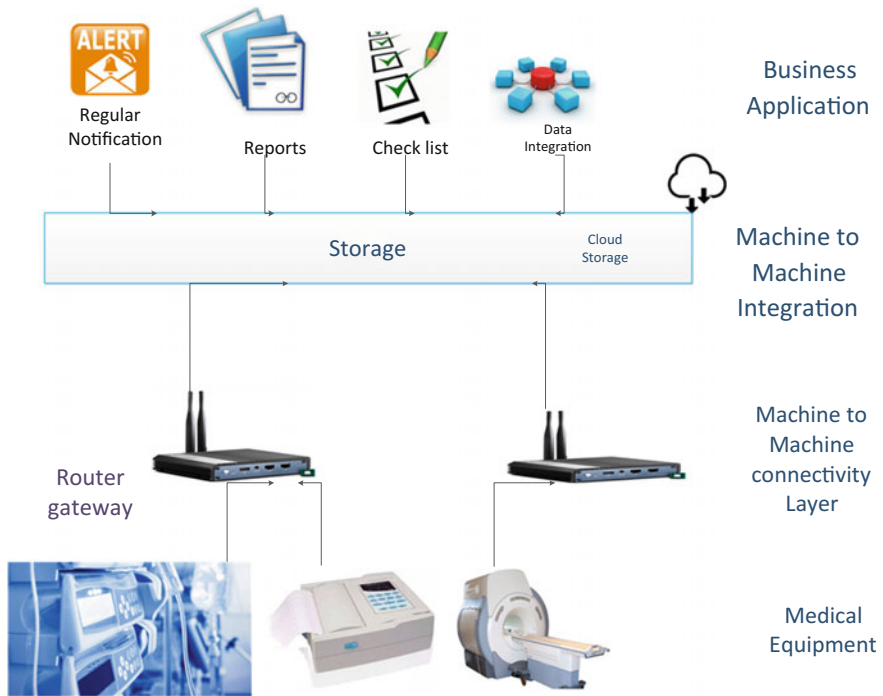 ALERT
Regular
Notification
Reports
Check list
Data
Integration
Business
Application
Storage
Cloud
Storage
Machine to
Machine
Integration
Router
gateway
Machine to
Machine
connectivity
Layer
Medical
Equipment